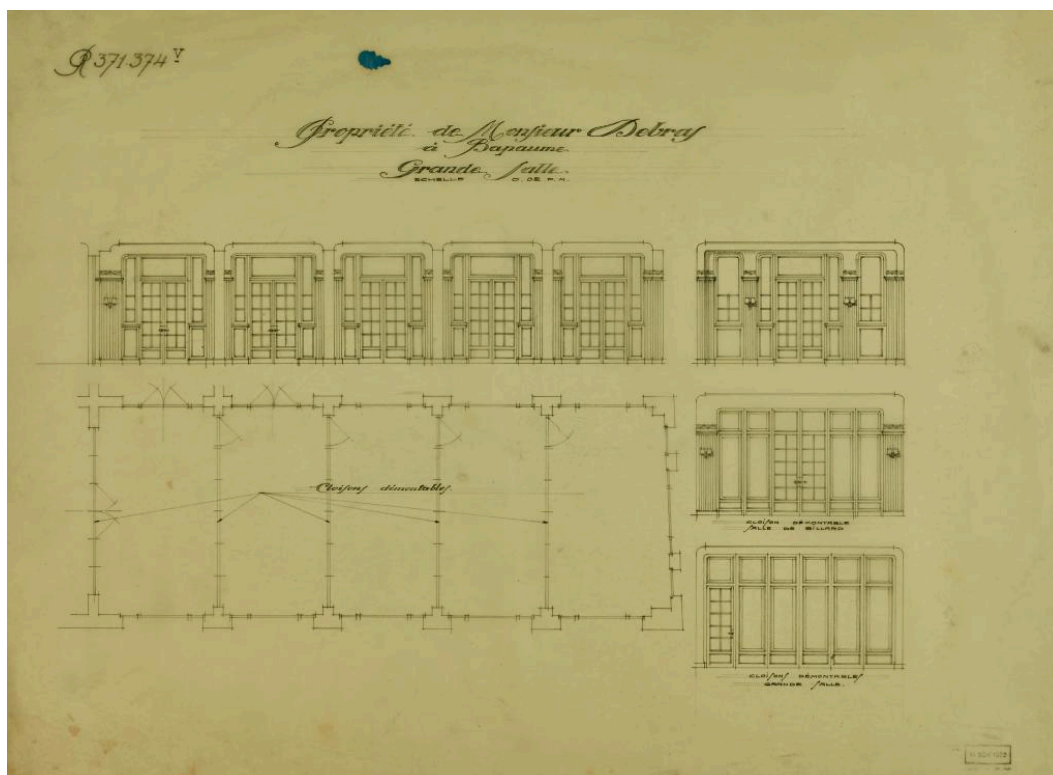 R 371.374 V
Propriété de Monsieur Debras
à Bapaume
Grande Salle.
ECHELLE
Cloisons démontables.
CLOISON DÉMONTABLE
SALLE DE BILLARD
CLOISONS DÉMONTABLES
GRANDE SALLE.